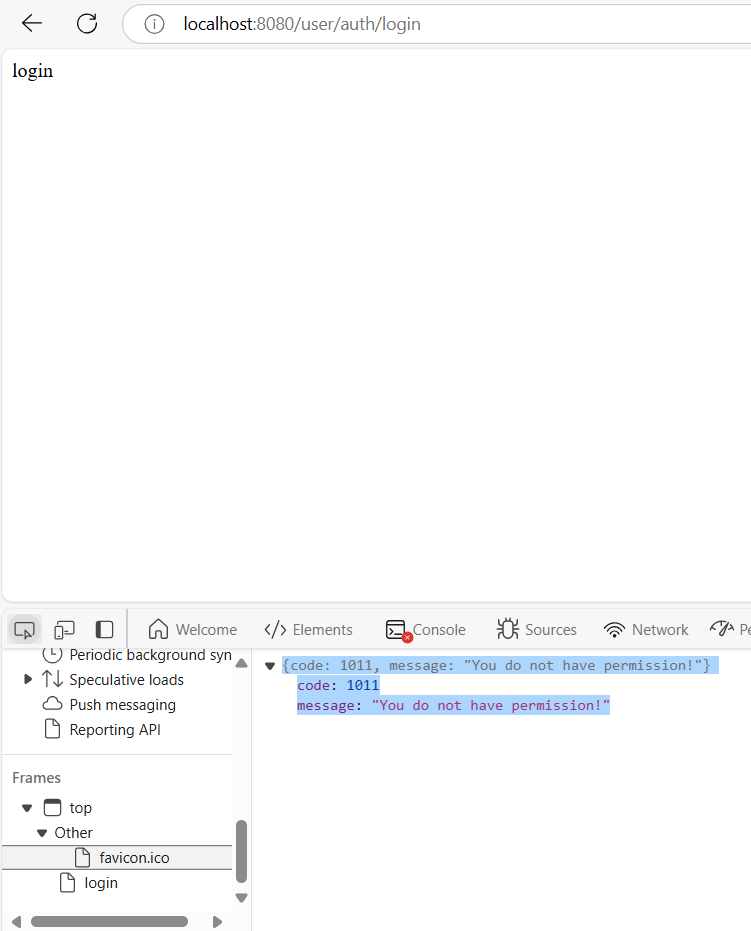 localhost:8080/user/auth/login
login
Welcome
Elements
Console
Sources
Network
Pe
Periodic background syn
Speculative loads
Push messaging
Reporting API
Frames
top
Other
favicon.ico
login
{code: 1011, message: "You do not have permission!"}
code: 1011
message: "You do not have permission!"